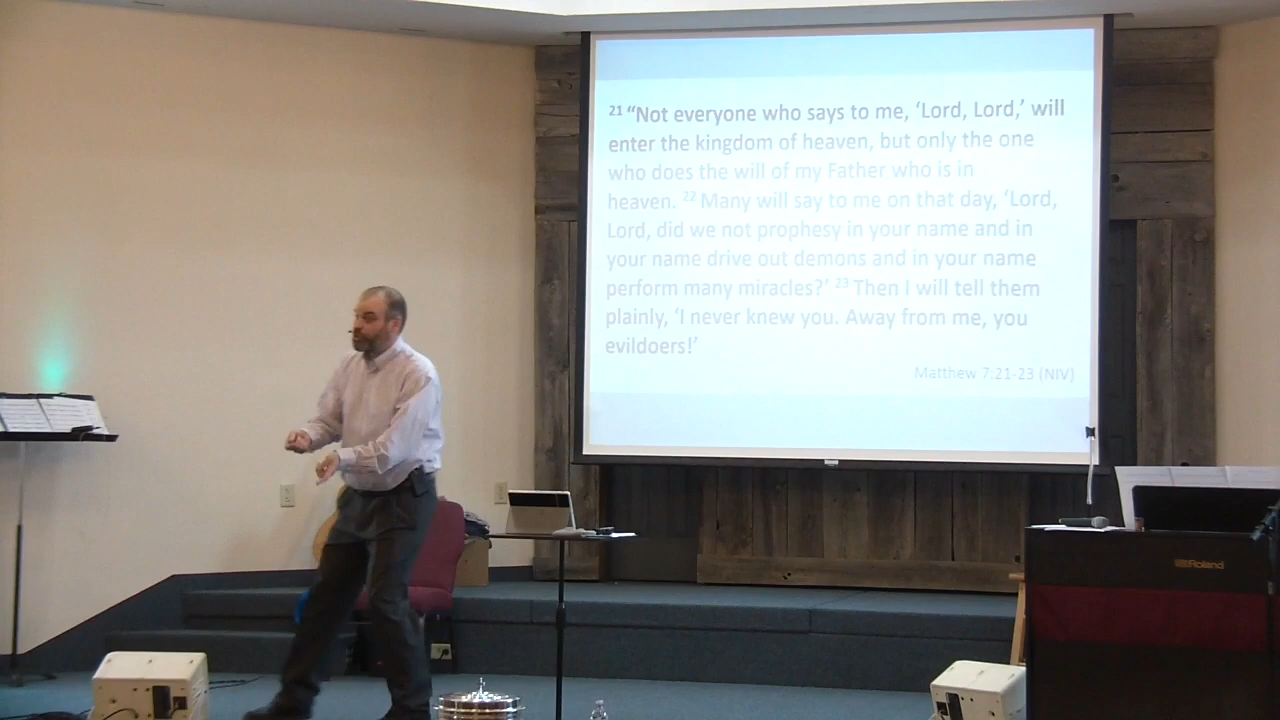 21 “Not everyone who says to me, ‘Lord, Lord,’ will
enter the kingdom of heaven, but only the one
who does the will of my Father who is in
heaven. 22 Many will say to me on that day, ‘Lord,
Lord, did we not prophesy in your name and in
your name drive out demons and in your name
perform many miracles?’ 23 Then I will tell them
plainly, ‘I never knew you. Away from me, you
evildoers!’
Matthew 7:21-23 (NIV)
Roland